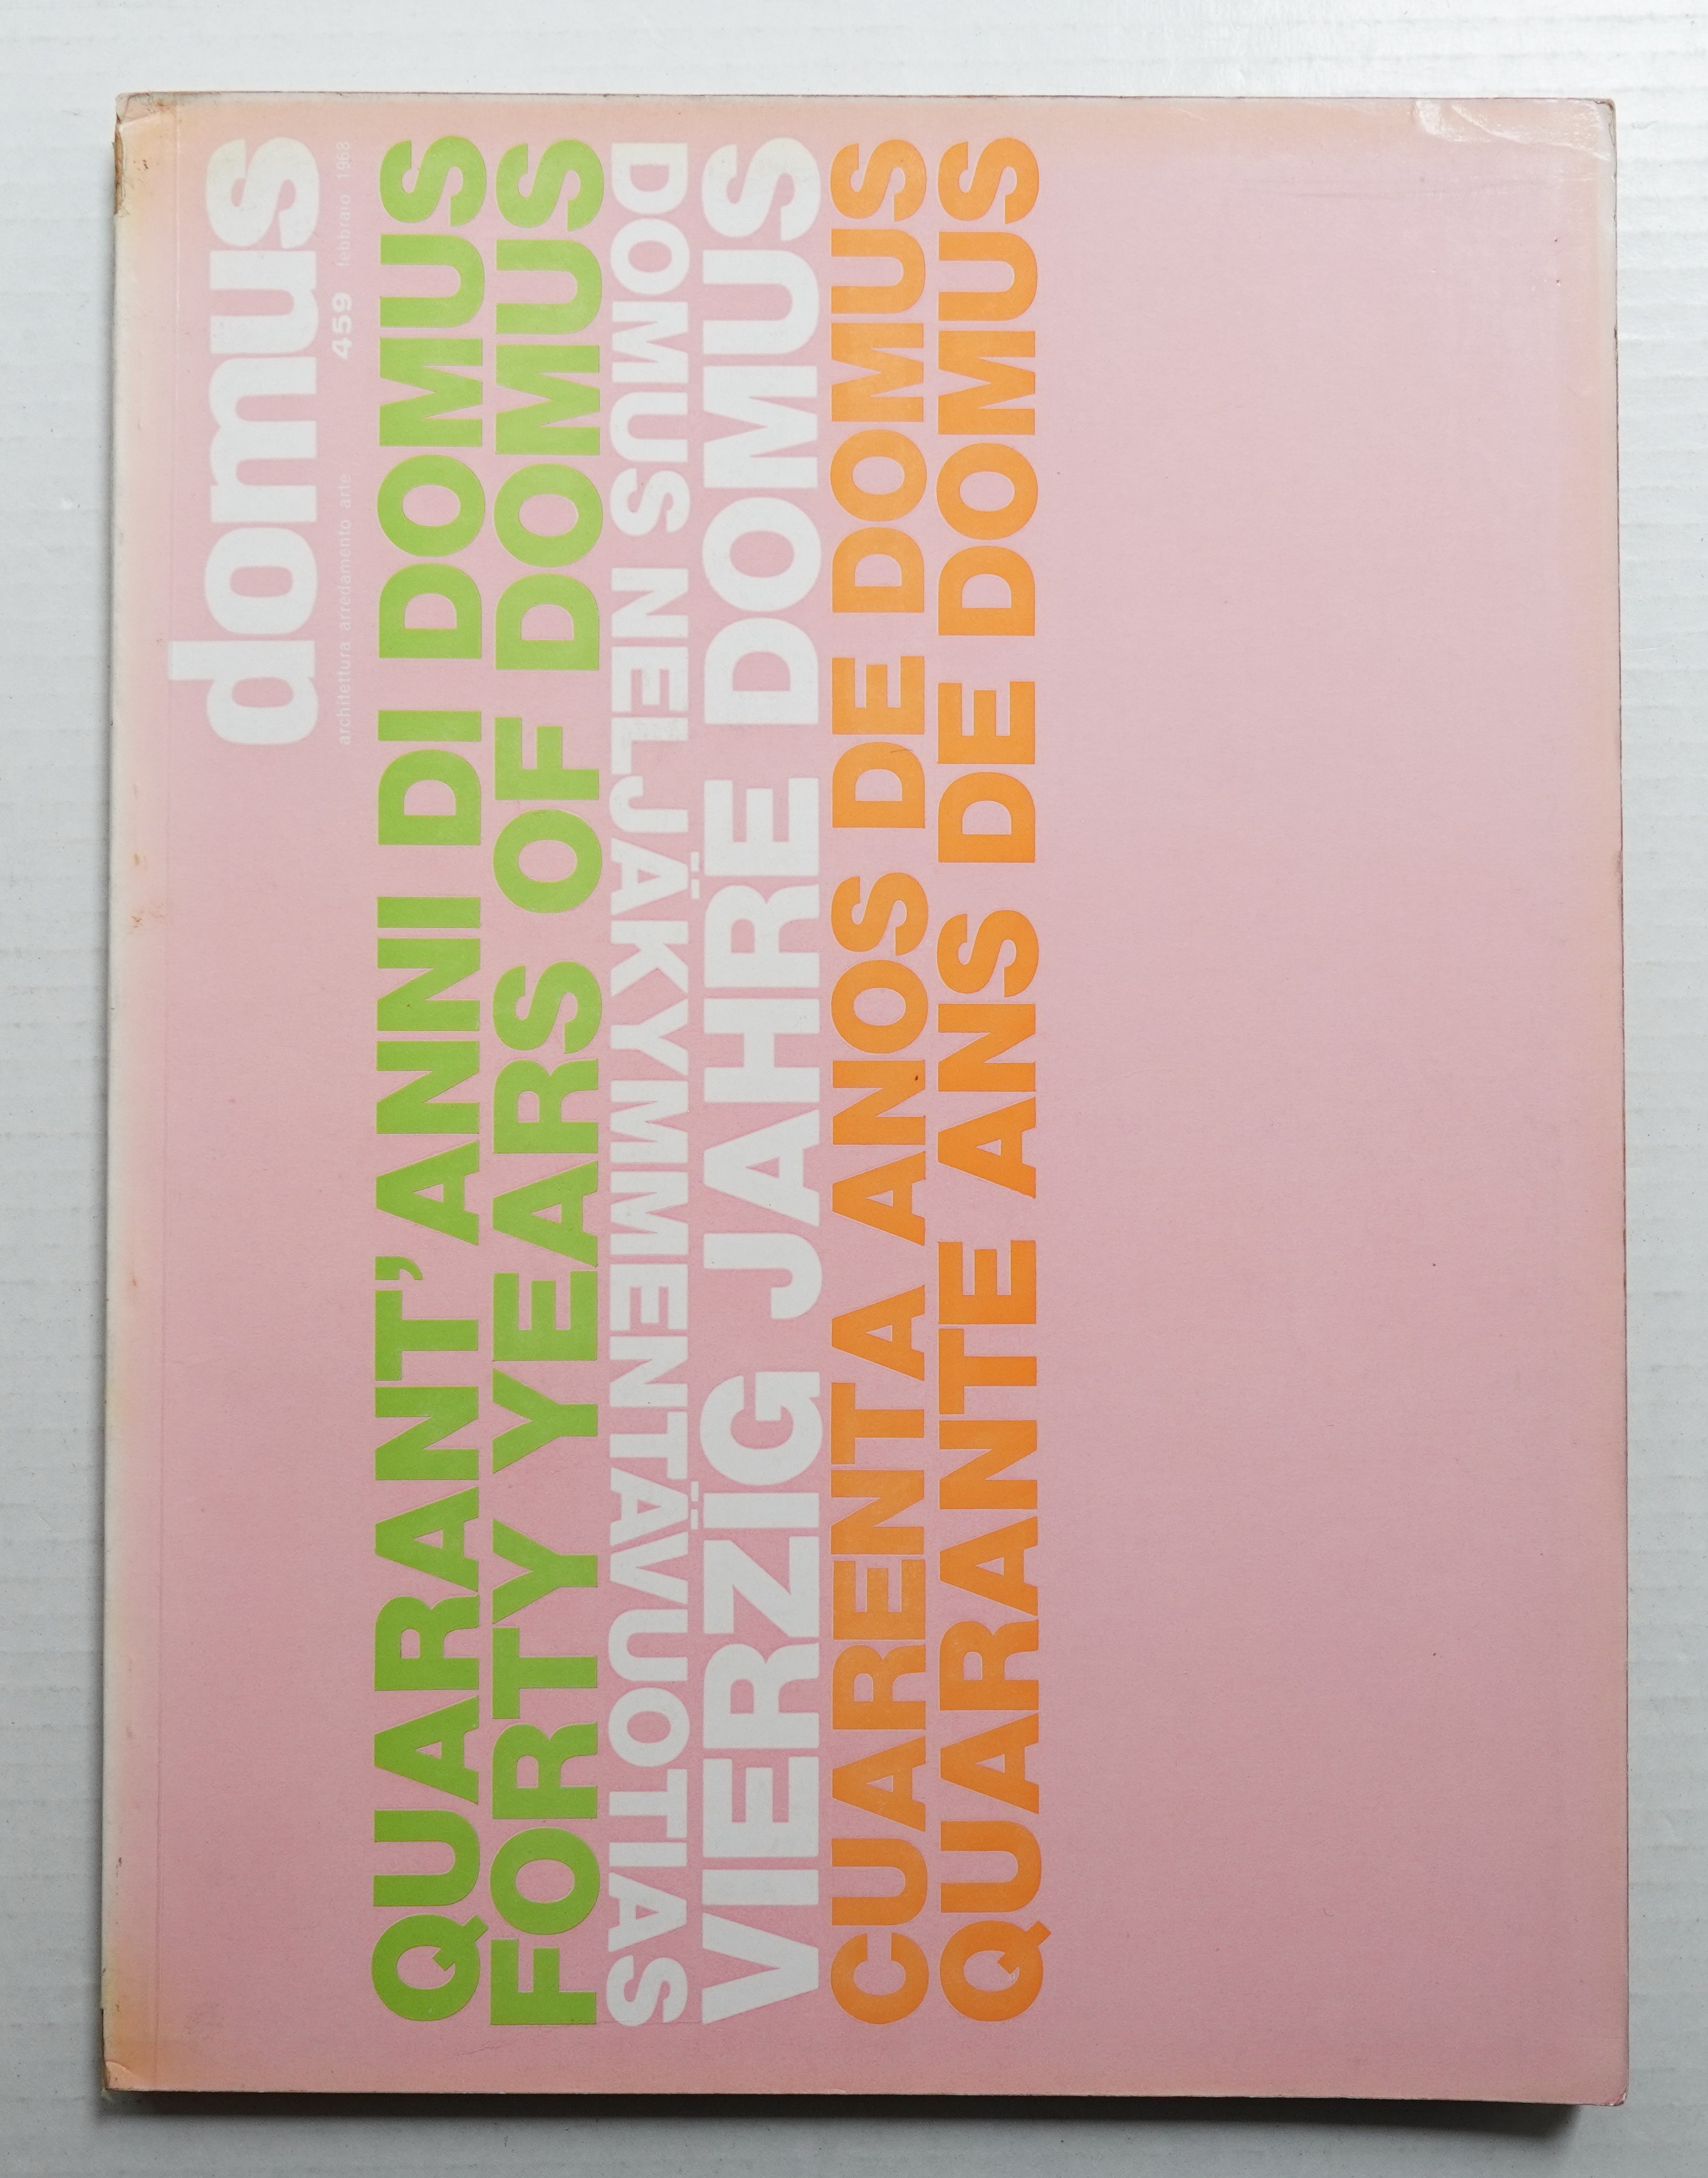 domus
architettura arredamento arte 459 febbraio 1968
QUARANT' ANNI DI DOMUS
FORTY YEARS OF DOMUS
DOMUS NELJÄKYMMENTÄVUOTIAS
VIERZIG JAHRE DOMUS
CUARENTA ANOS DE DOMUS
QUARANTE ANS DE DOMUS